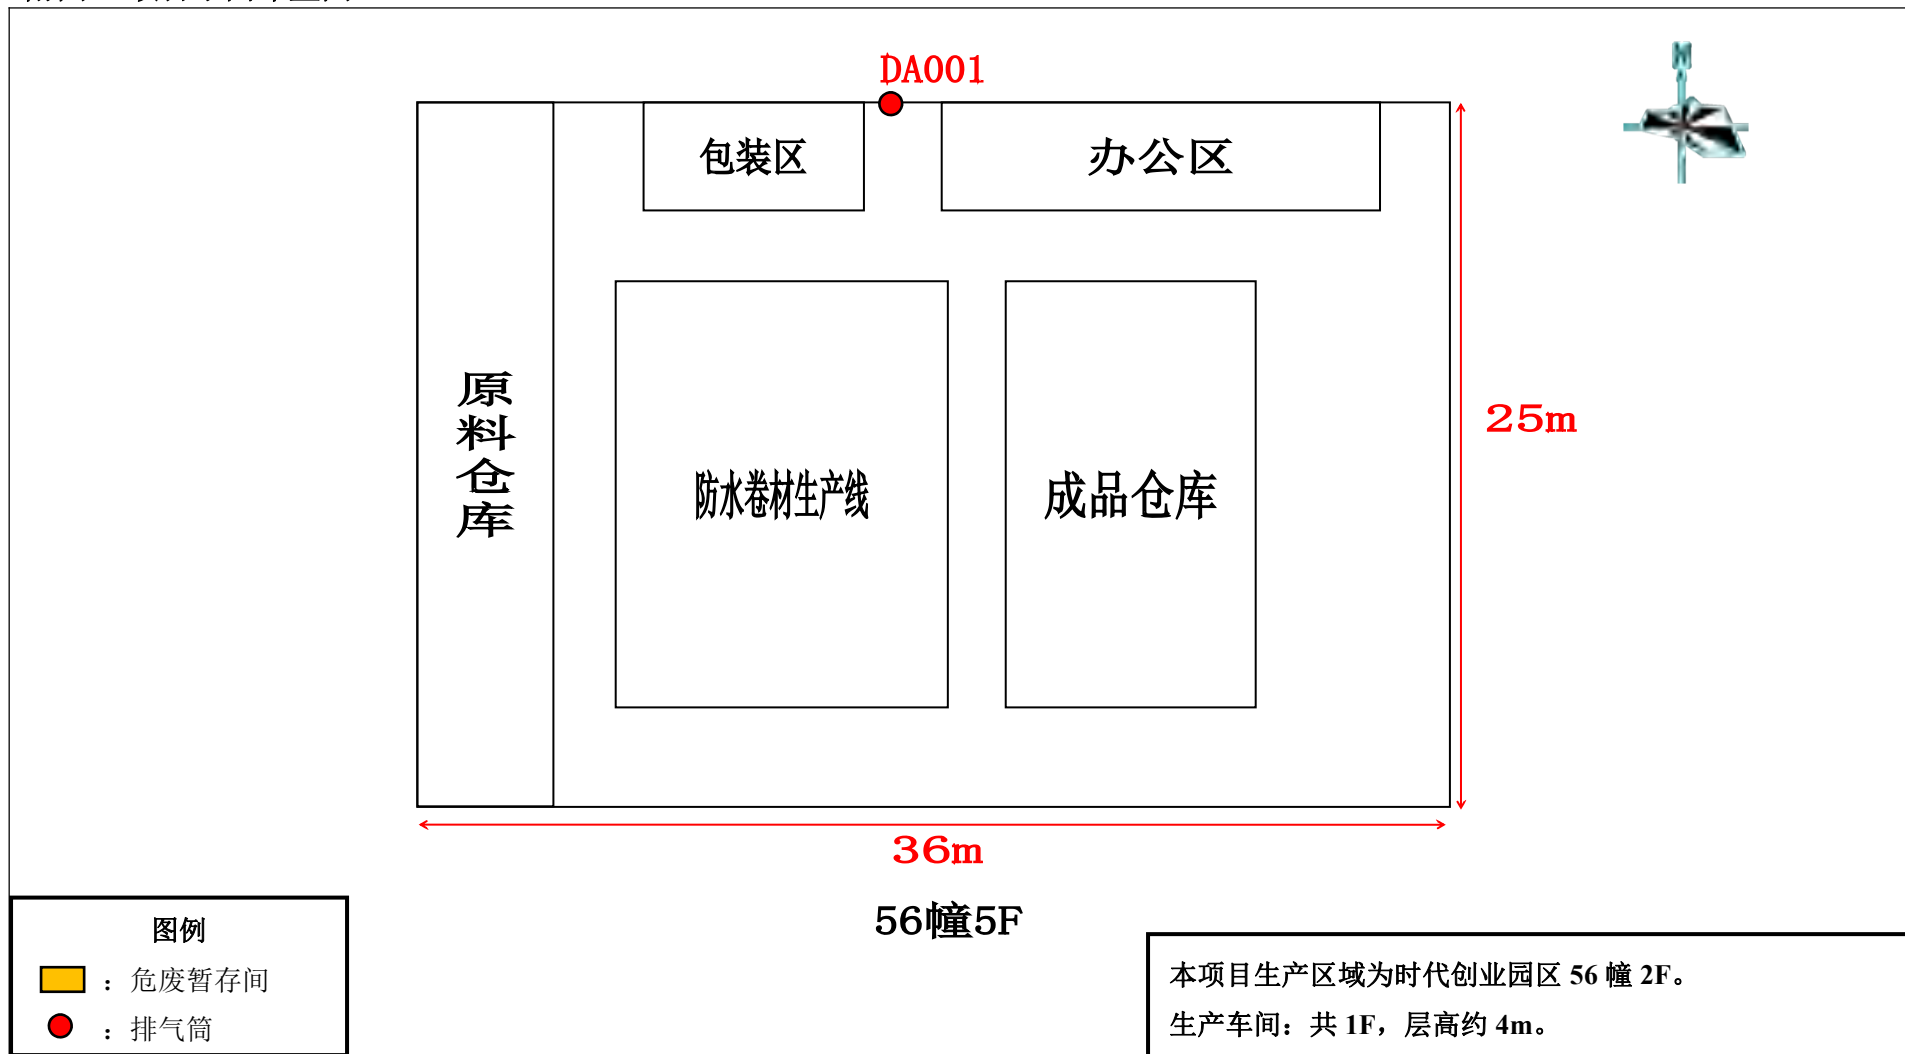 DA001
包装区
办公区
原料仓库
防水卷材生产线
成品仓库
25m
36m
56幢5F
图例
：危废暂存间
：排气筒
本项目生产区域为时代创业园区 56 幢 2F。
生产车间：共 1F，层高约 4m。